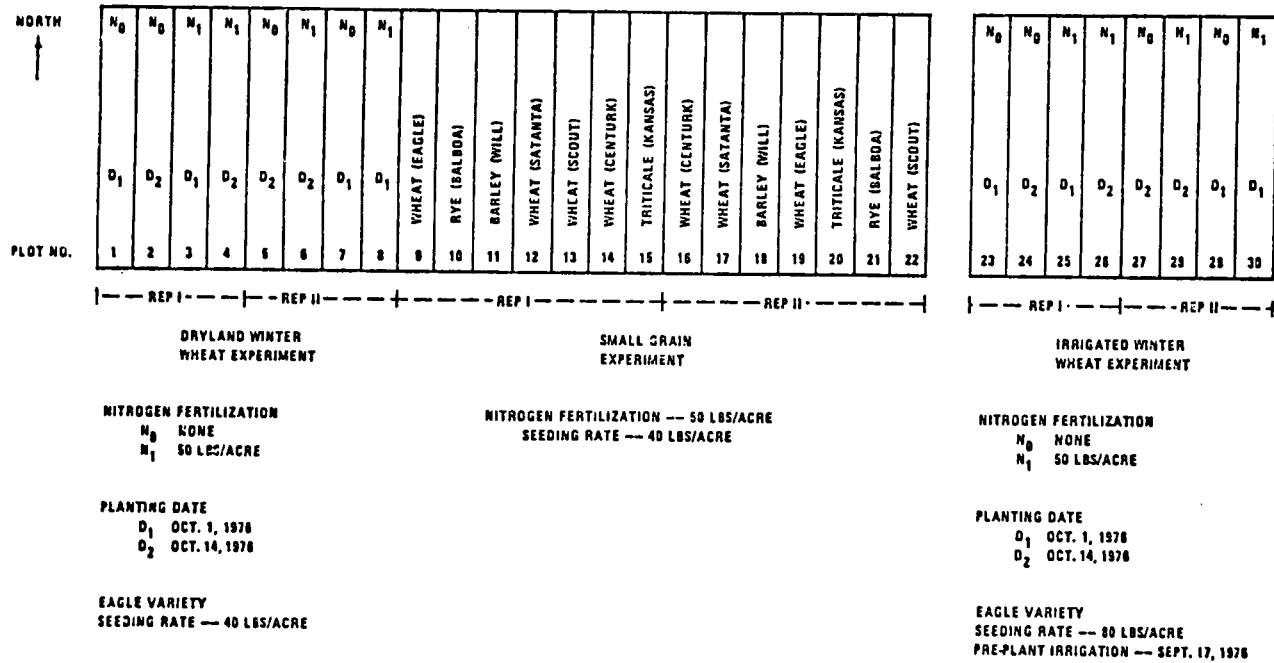 NORTH
N0 N0 N1 N1 N0 N1 N0 N1
D1 D2 D1 D2 D2 D2 D1 D1
WHEAT (EAGLE)
RYE (BALBOA)
BARLEY (WILL)
WHEAT (SATANTA)
WHEAT (SCOUT)
WHEAT (CENTURK)
TRITICALE (KANSAS)
WHEAT (CENTURK)
WHEAT (SATANTA)
BARLEY (WILL)
WHEAT (EAGLE)
TRITICALE (KANSAS)
RYE (BALBOA)
WHEAT (SCOUT)
N0 N0 N1 N1 N0 N1 N0 N1
D1 D2 D1 D2 D2 D2 D1 D1
PLOT NO. 1 2 3 4 5 6 7 8 9 10 11 12 13 14 15 16 17 18 19 20 21 22 23 24 25 26 27 29 28 30
REP I REP II REP I REP II REP I REP II
DRYLAND WINTER
WHEAT EXPERIMENT
NITROGEN FERTILIZATION
N0 NONE
N1 50 LBS/ACRE
PLANTING DATE
D1 OCT. 1, 1976
D2 OCT. 14, 1976
EAGLE VARIETY
SEEDING RATE -- 40 LBS/ACRE
SMALL GRAIN
EXPERIMENT
NITROGEN FERTILIZATION -- 50 LBS/ACRE
SEEDING RATE -- 40 LBS/ACRE
IRRIGATED WINTER
WHEAT EXPERIMENT
NITROGEN FERTILIZATION
N0 NONE
N1 50 LBS/ACRE
PLANTING DATE
D1 OCT. 1, 1976
D2 OCT. 14, 1976
EAGLE VARIETY
SEEDING RATE -- 80 LBS/ACRE
PRE-PLANT IRRIGATION -- SEPT. 17, 1976